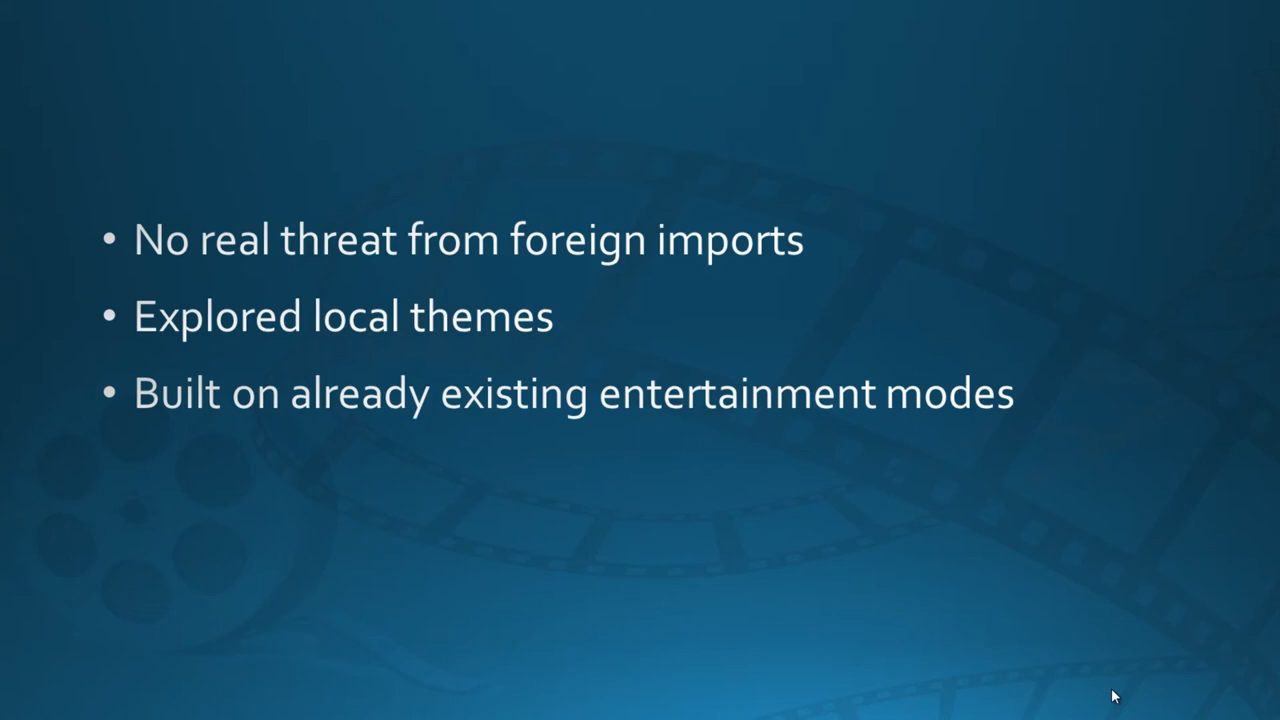 • No real threat from foreign imports
• Explored local themes
• Built on already existing entertainment modes